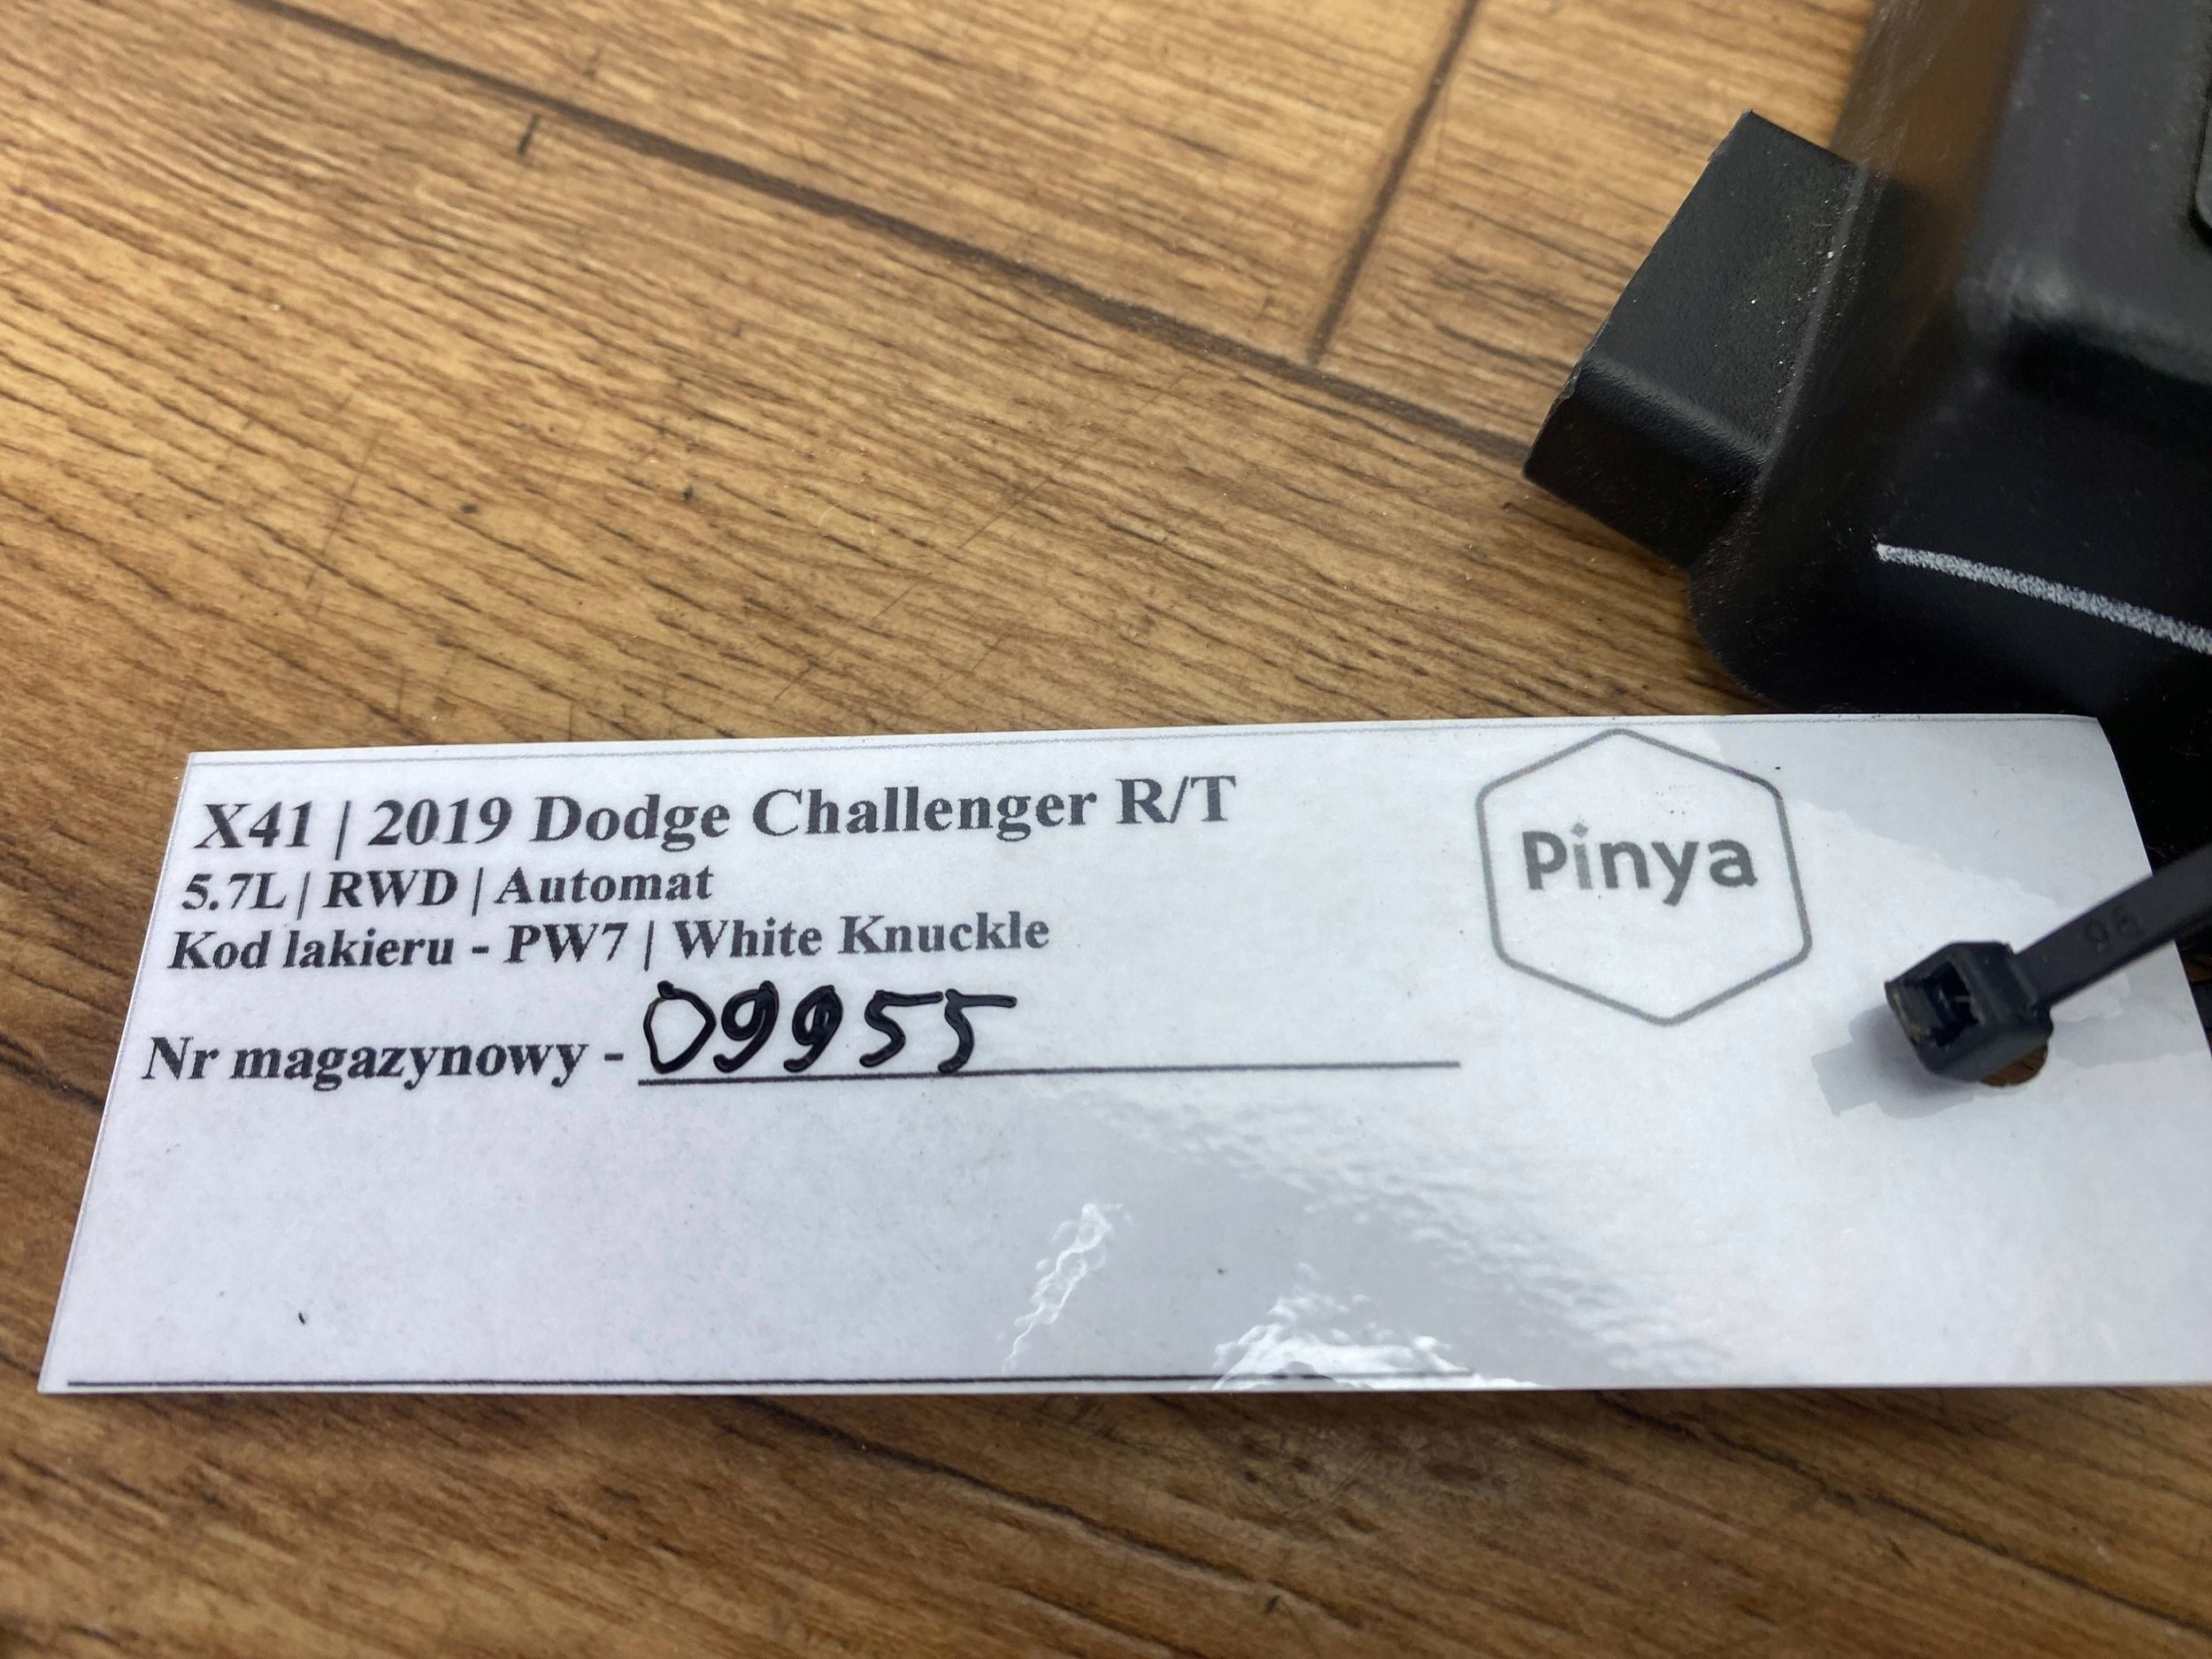 X41 | 2019 Dodge Challenger R/T
5.7L | RWD | Automat
Kod lakieru - PW7 | White Knuckle
Nr magazynowy - 09955
Pinya